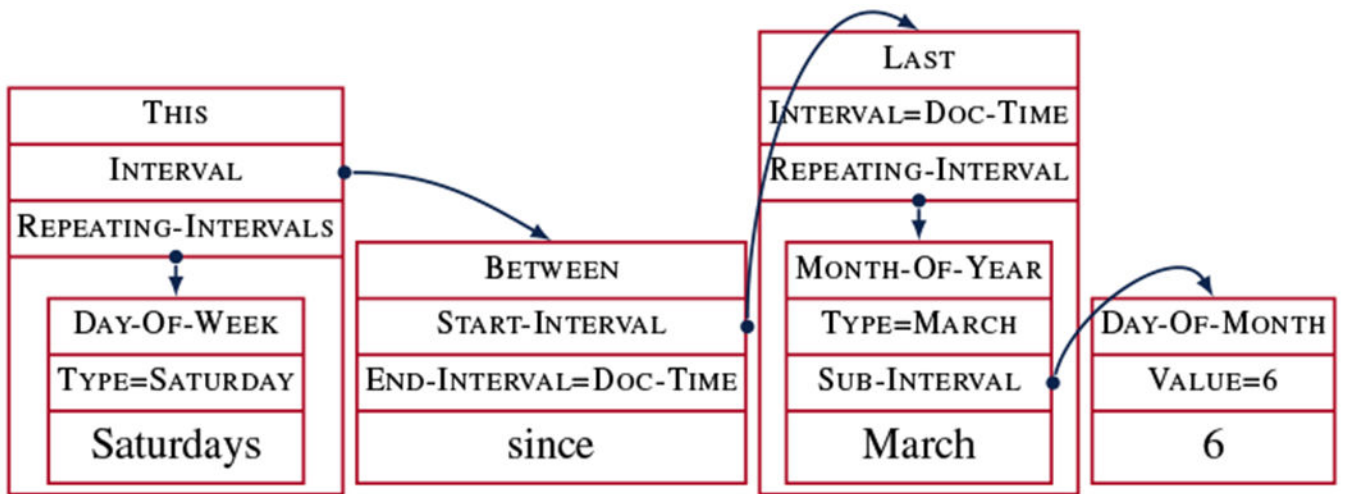 THIS
INTERVAL
REPEATING-INTERVALS
DAY-OF-WEEK
TYPE=SATURDAY
Saturdays
BETWEEN
START-INTERVAL
END-INTERVAL=DOC-TIME
since
LAST
INTERVAL=DOC-TIME
REPEATING-INTERVAL
MONTH-OF-YEAR
TYPE=MARCH
SUB-INTERVAL
March
DAY-OF-MONTH
VALUE=6
6